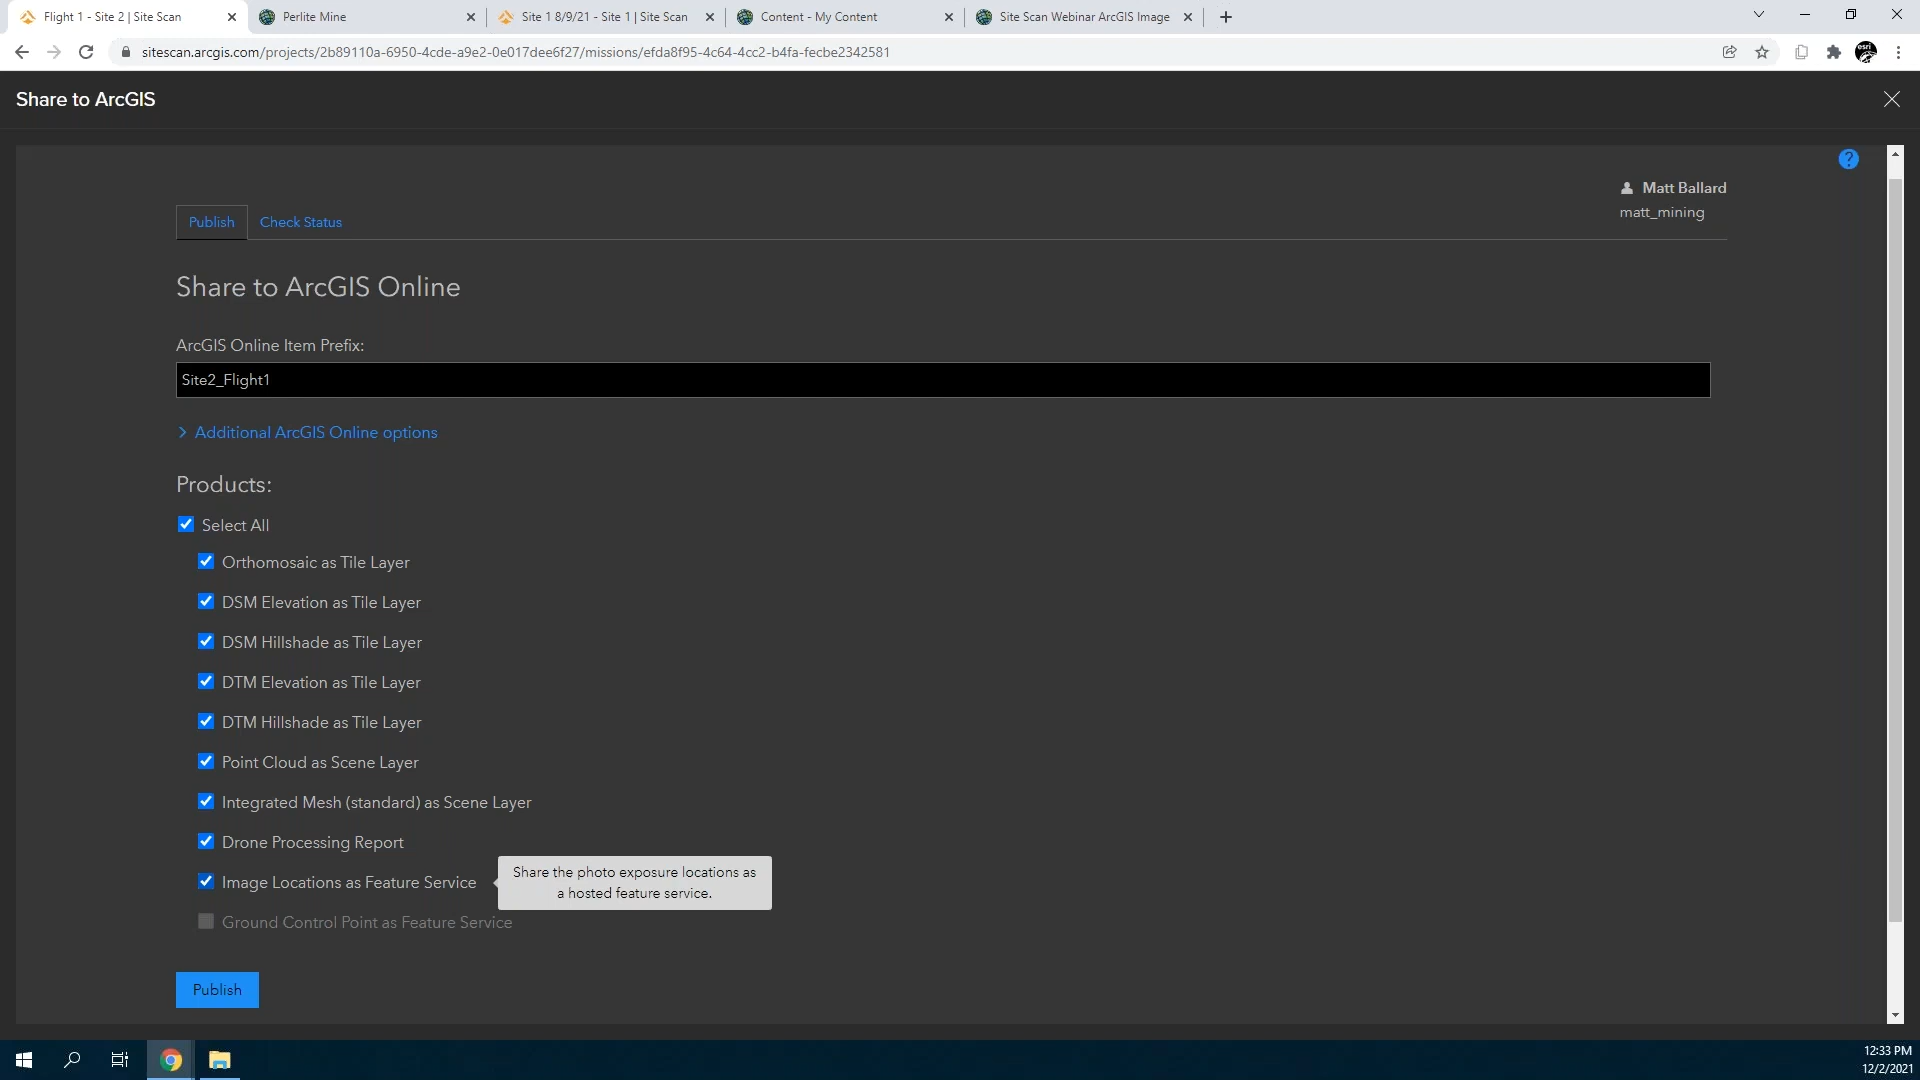 Flight 1 - Site 2 | Site Scan
Perlite Mine
Site 1 8/9/21 - Site 1 | Site Scan
Content - My Content
Site Scan Webinar ArcGIS Image
sitescan.arcgis.com/projects/2b89110a-6950-4cde-a9e2-0e017dee6f27/missions/efda8f95-4c64-4cc2-b4fa-fecbe2342581
esri
Share to ArcGIS
?
Matt Ballard
matt_mining
Publish
Check Status
Share to ArcGIS Online
ArcGIS Online Item Prefix:
Site2_Flight1
Additional ArcGIS Online options
Products:
Select All
Orthomosaic as Tile Layer
DSM Elevation as Tile Layer
DSM Hillshade as Tile Layer
DTM Elevation as Tile Layer
DTM Hillshade as Tile Layer
Point Cloud as Scene Layer
Integrated Mesh (standard) as Scene Layer
Drone Processing Report
Image Locations as Feature Service
Share the photo exposure locations as
a hosted feature service.
Ground Control Point as Feature Service
Publish
12:33 PM
12/2/2021